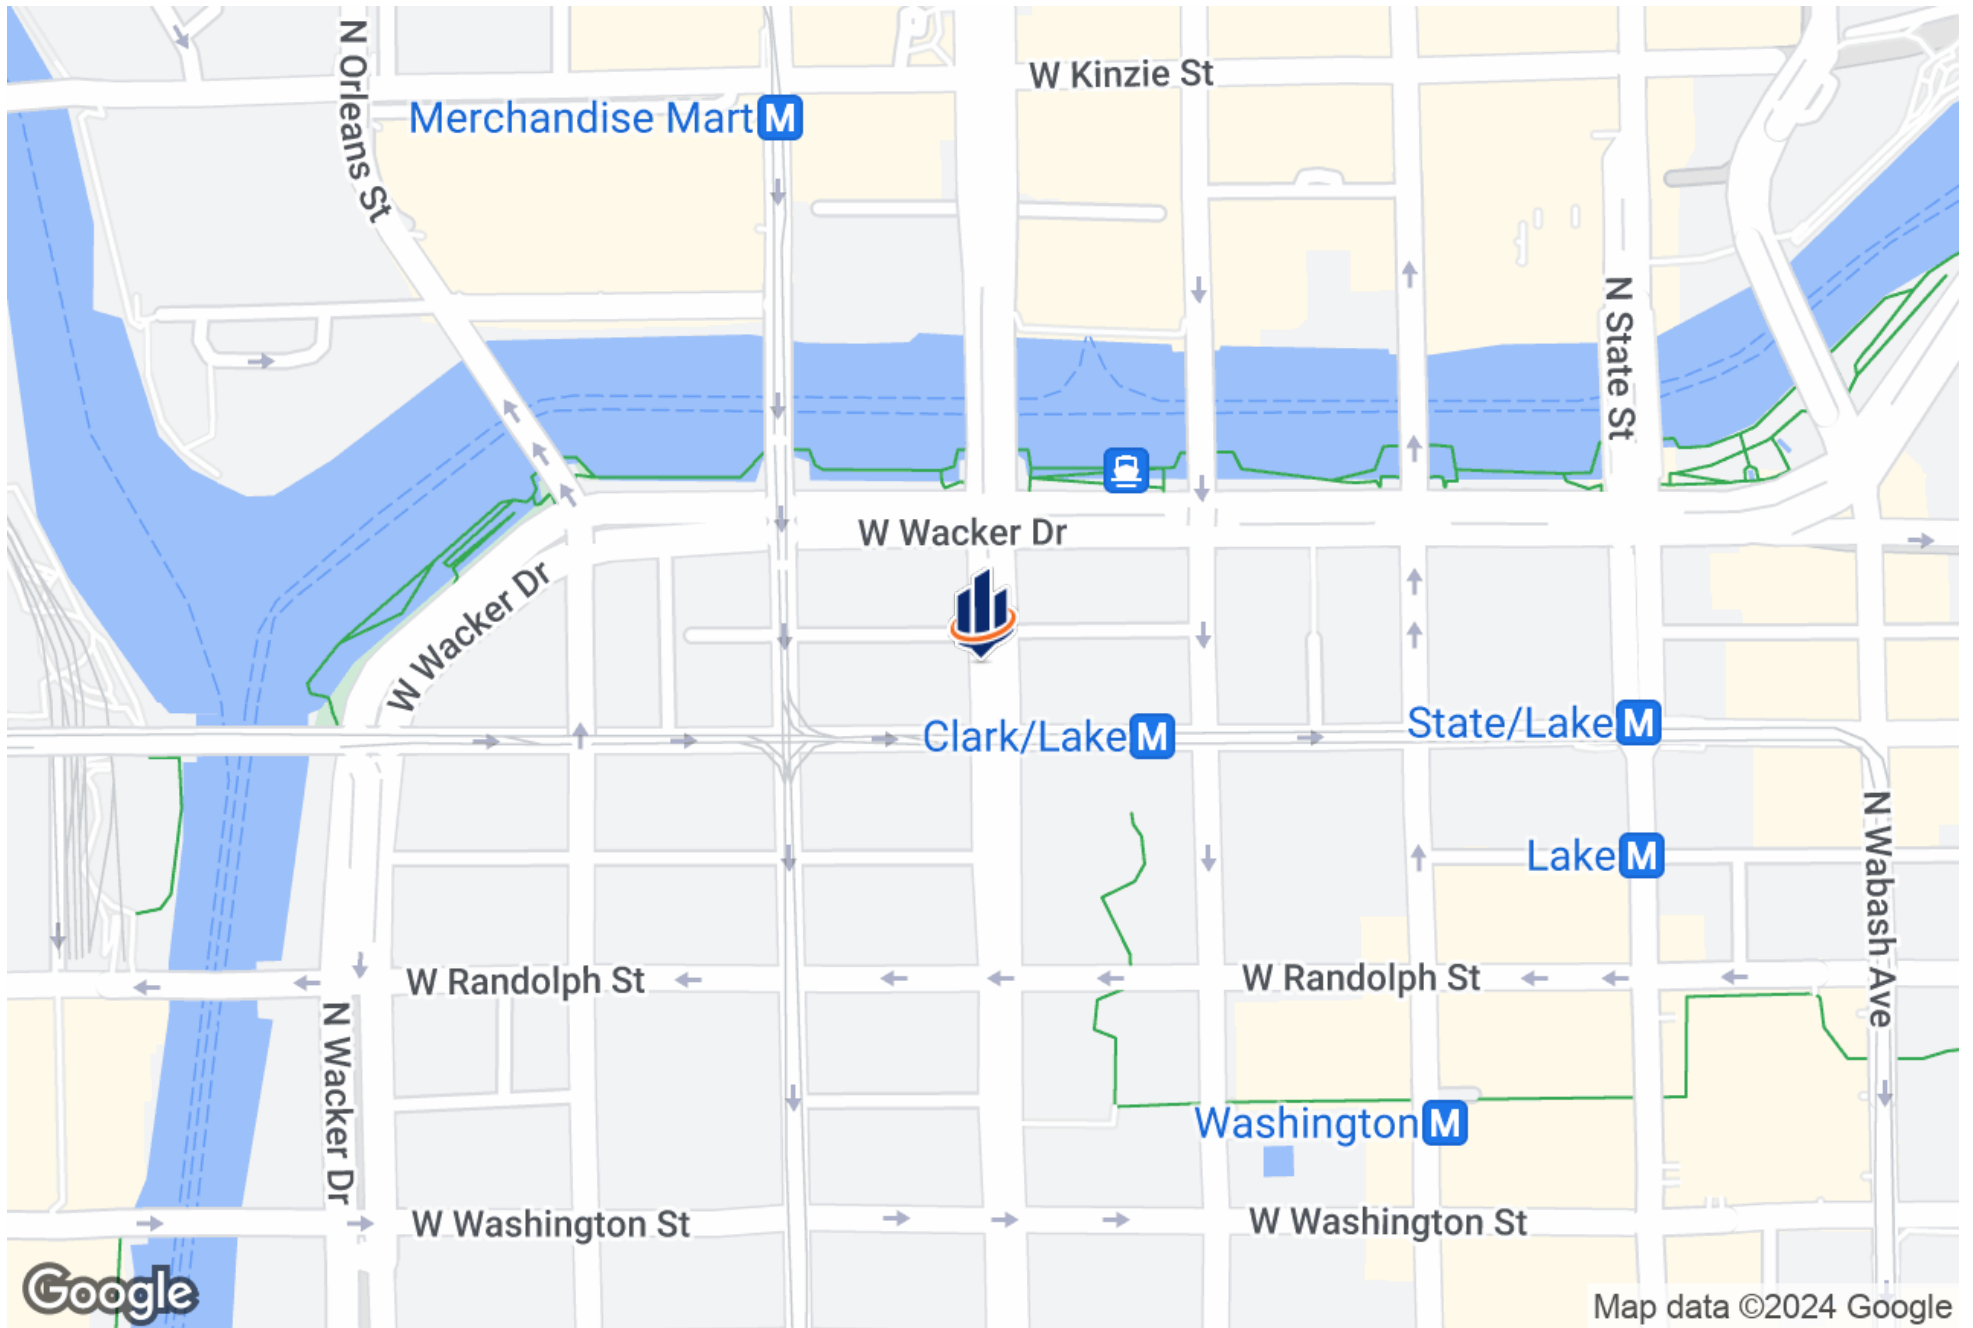 N Orleans St
W Kinzie St
Merchandise Mart M
N State St
W Wacker Dr
W Wacker Dr
Clark/Lake M
State/Lake M
N Wabash Ave
Lake M
W Randolph St
W Randolph St
N Wacker Dr
Washington M
W Washington St
W Washington St
Google
Map data ©2024 Google